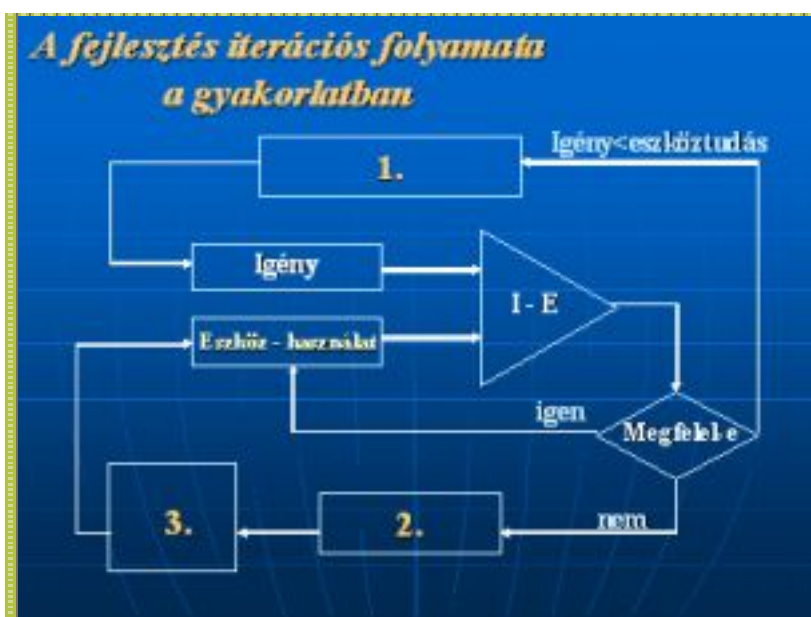 A fejlesztés iterációs folyamata
a gyakorlatban
Igény<eszköztudás
1.
Igény
I - E
Eszköz - használat
igen
Megfelel-e
3.
2.
nem